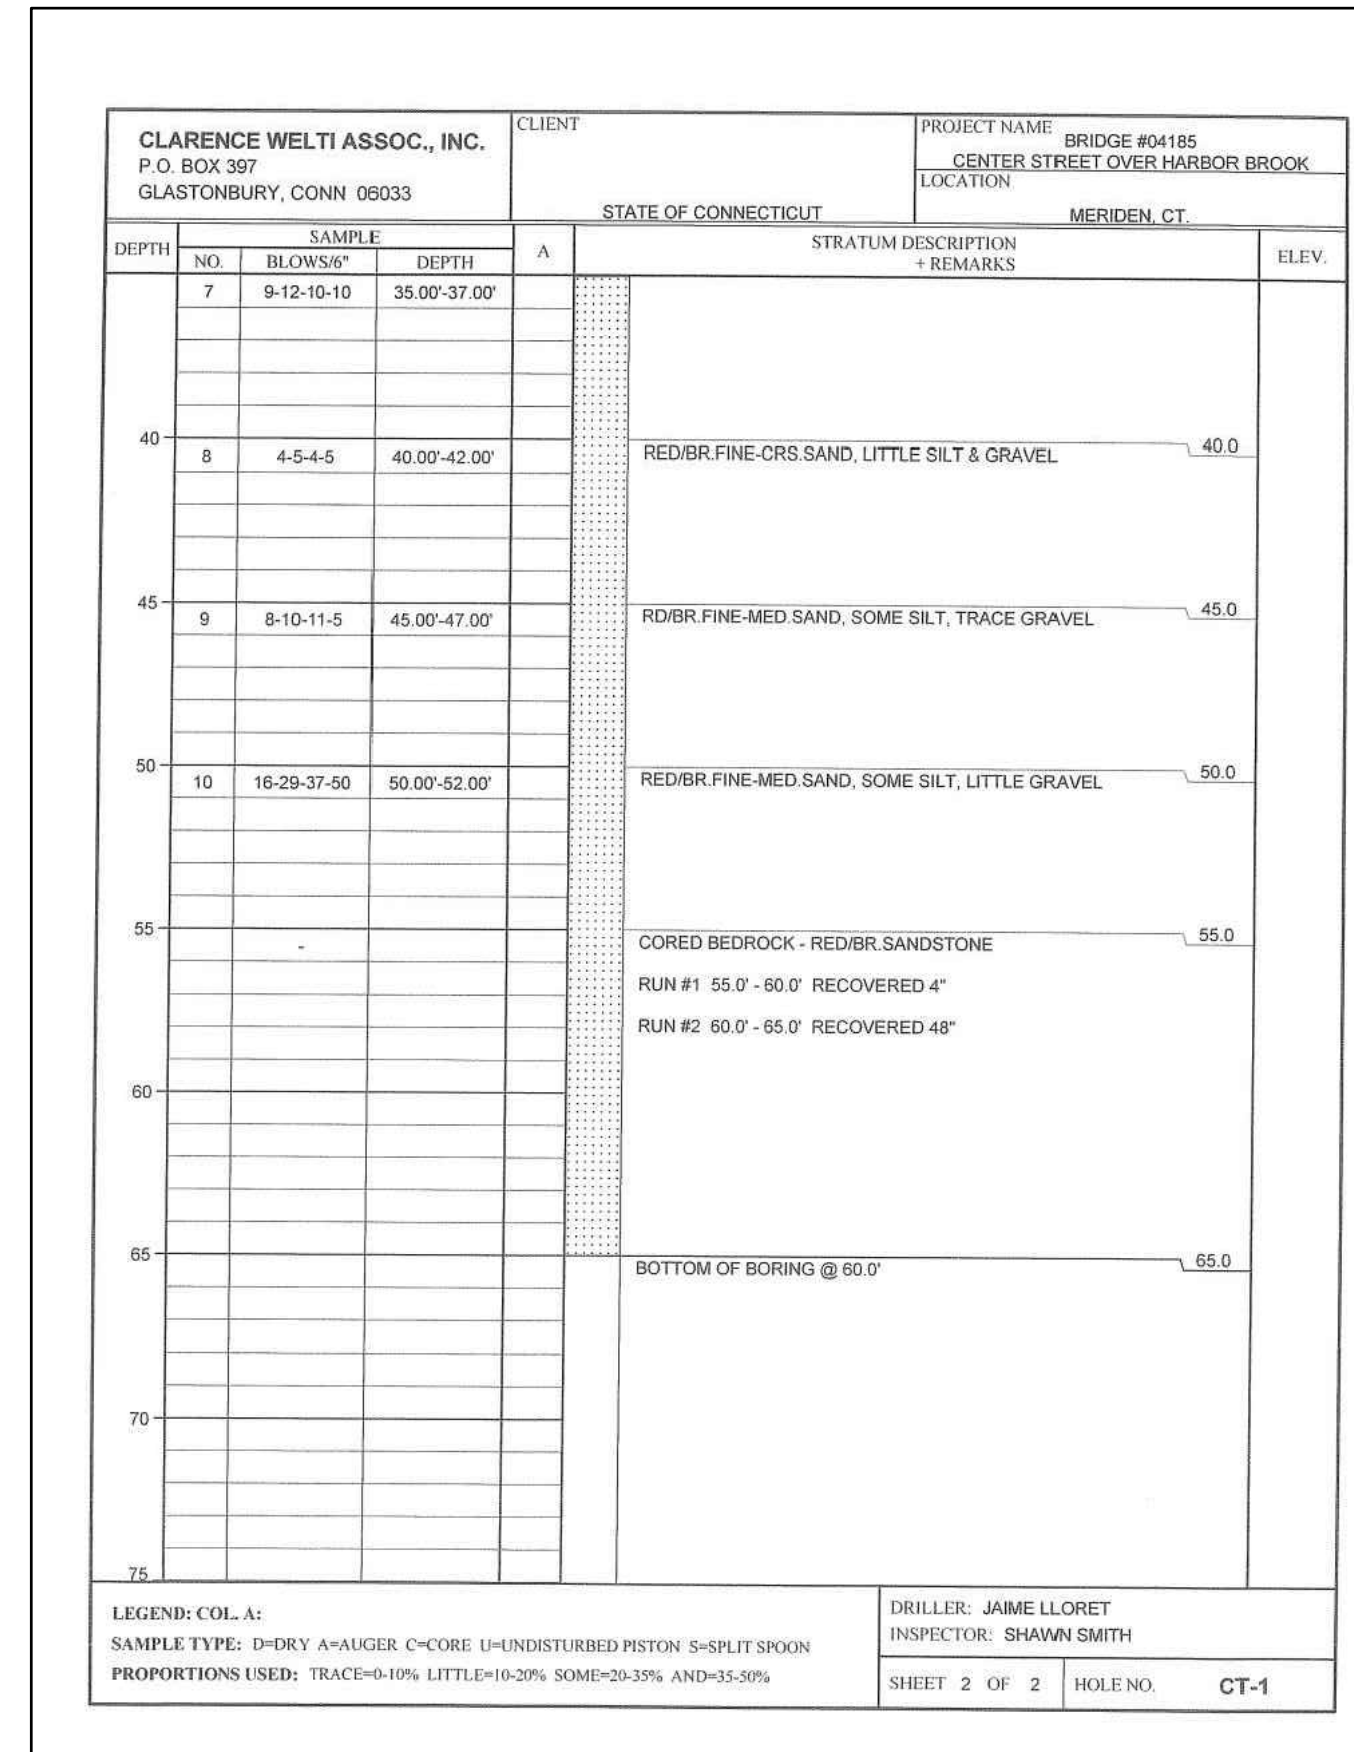 CLARENCE WELTI ASSOC., INC.
P.O. BOX 397
GLASTONBURY, CONN 06033
CLIENT
STATE OF CONNECTICUT
PROJECT NAME
BRIDGE #04185
CENTER STREET OVER HARBOR BROOK
LOCATION
MERIDEN, CT.
DEPTH
SAMPLE
NO. BLOWS/6" DEPTH
A
STRATUM DESCRIPTION
+ REMARKS
ELEV.
7 9-12-10-10 35.00'-37.00'
40
8 4-5-4-5 40.00'-42.00' RED/BR.FINE-CRS.SAND, LITTLE SILT & GRAVEL 40.0
45
9 8-10-11-5 45.00'-47.00' RD/BR.FINE-MED.SAND, SOME SILT, TRACE GRAVEL 45.0
50
10 16-29-37-50 50.00'-52.00' RED/BR.FINE-MED.SAND, SOME SILT, LITTLE GRAVEL 50.0
55
- CORED BEDROCK - RED/BR.SANDSTONE 55.0
RUN #1 55.0' - 60.0' RECOVERED 4"
RUN #2 60.0' - 65.0' RECOVERED 48"
60
65
BOTTOM OF BORING @ 60.0' 65.0
70
75
LEGEND: COL. A:
SAMPLE TYPE: D=DRY A=AUGER C=CORE U=UNDISTURBED PISTON S=SPLIT SPOON
PROPORTIONS USED: TRACE=0-10% LITTLE=10-20% SOME=20-35% AND=35-50%
DRILLER: JAIME LLORET
INSPECTOR: SHAWN SMITH
SHEET 2 OF 2 HOLE NO. CT-1